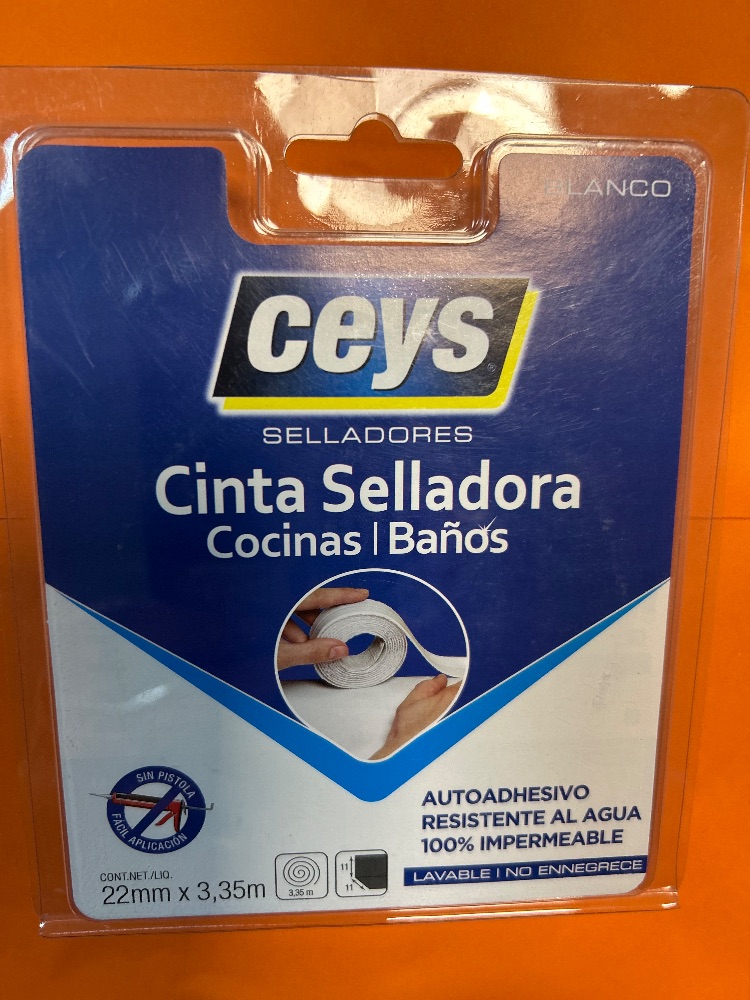 BLANCO
ceys
SELLADORES
Cinta Selladora
Cocinas | Baños
SIN PISTOLA
FÁCIL APLICACIÓN
AUTOADHESIVO
RESISTENTE AL AGUA
100% IMPERMEABLE
LAVABLE | NO ENNEGRECE
CONT.NET./LIQ.
22mm x 3,35m
3,35 m
11
11